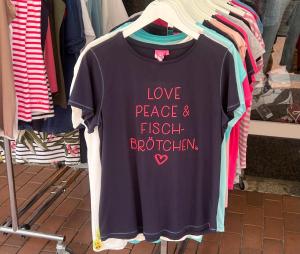 LOVE
PEACE &
FISCH-
BRÖTCHEN.